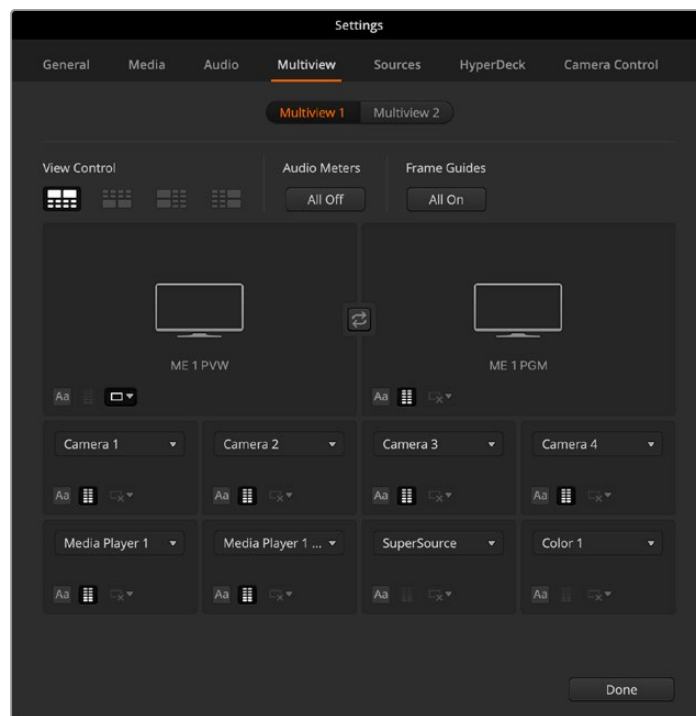 Settings
General Media Audio Multiview Sources HyperDeck Camera Control
Multiview 1 Multiview 2
View Control Audio Meters Frame Guides
All Off All On
ME 1 PVW ME 1 PGM
Aa Aa
Camera 1 Camera 2 Camera 3 Camera 4
Aa Aa Aa Aa
Media Player 1 Media Player 1 ... SuperSource Color 1
Aa Aa Aa Aa
Done